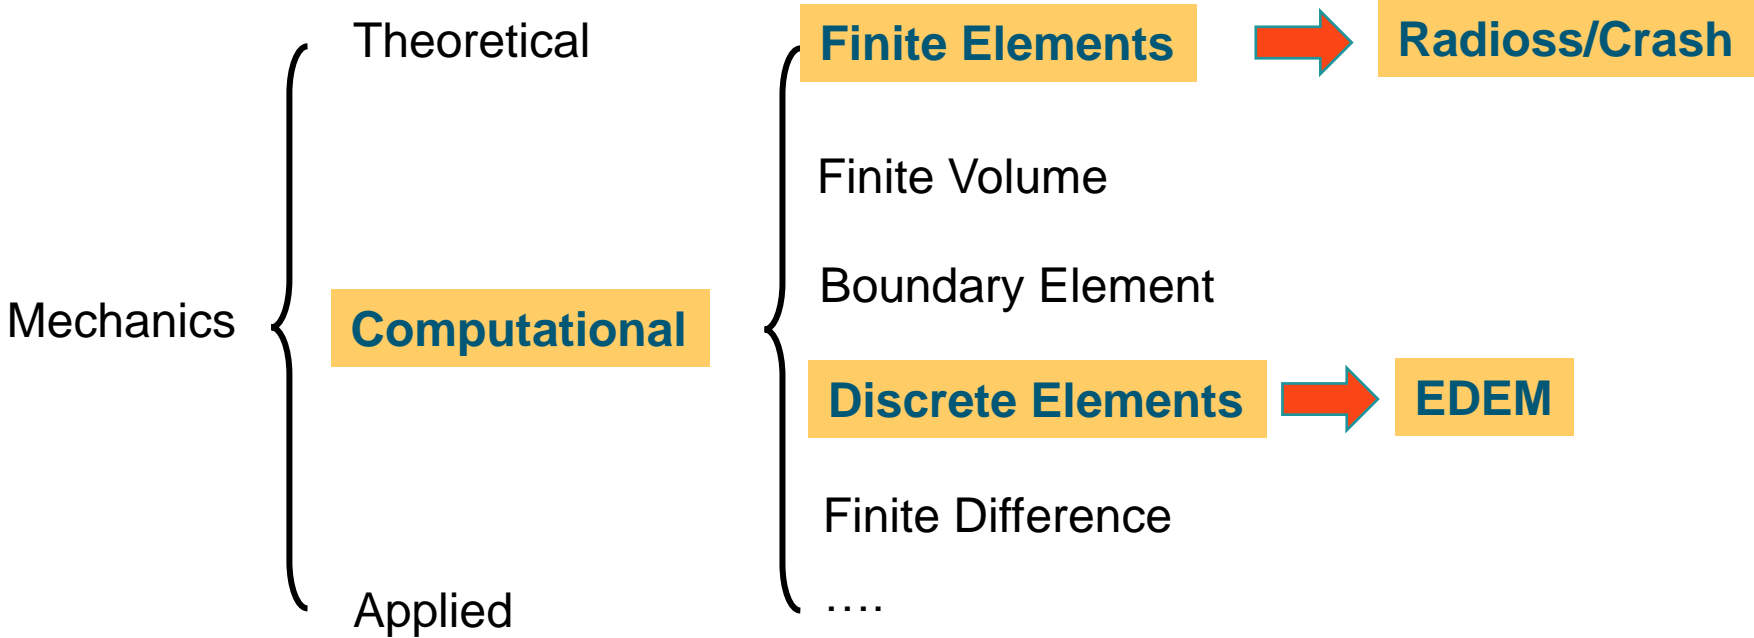 Mechanics
Theoretical
Computational
Applied
Finite Elements
Radioss/Crash
Finite Volume
Boundary Element
Discrete Elements
EDEM
Finite Difference
....